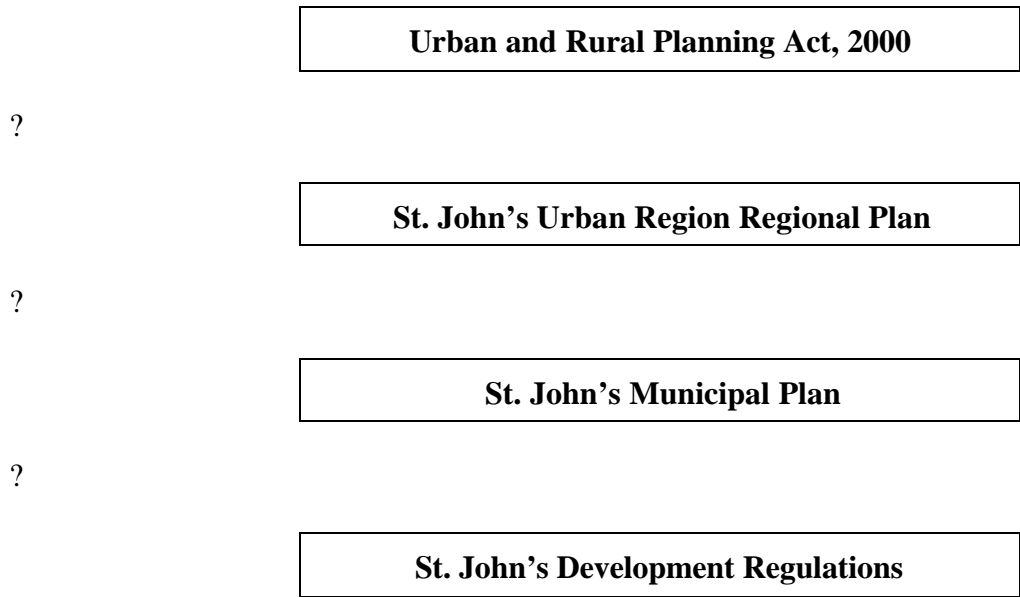 Urban and Rural Planning Act, 2000
?
St. John’s Urban Region Regional Plan
?
St. John’s Municipal Plan
?
St. John’s Development Regulations